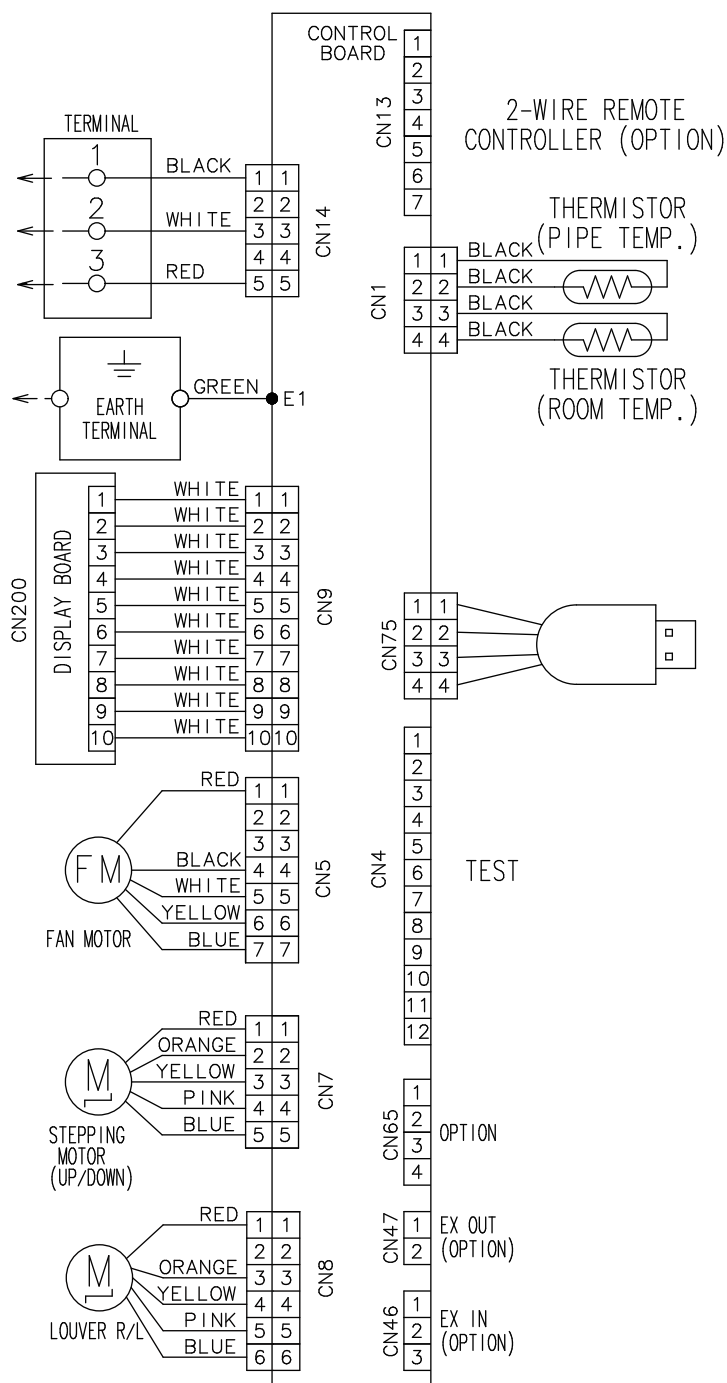 CONTROL
BOARD
CN13
1
2
3
4
5
6
7
2-WIRE REMOTE
CONTROLLER (OPTION)
TERMINAL
1 BLACK 1 1
2 2
2 WHITE 3 3
4 4
3 RED 5 5
CN14
THERMISTOR
(PIPE TEMP.)
CN1
1 1 BLACK
2 2 BLACK
3 3 BLACK
4 4 BLACK
THERMISTOR
(ROOM TEMP.)
EARTH
TERMINAL
GREEN E1
CN200
DISPLAY BOARD
1 WHITE 1 1
2 WHITE 2 2
3 WHITE 3 3
4 WHITE 4 4
5 WHITE 5 5
6 WHITE 6 6
7 WHITE 7 7
8 WHITE 8 8
9 WHITE 9 9
10 WHITE 10 10
CN9
CN75
1 1
2 2
3 3
4 4
FM
FAN MOTOR
RED 1 1
2 2
3 3
BLACK 4 4
WHITE 5 5
YELLOW 6 6
BLUE 7 7
CN5
CN4
1
2
3
4
5
6
7
8
9
10
11
12
TEST
M
STEPPING
MOTOR
(UP/DOWN)
RED 1 1
ORANGE 2 2
YELLOW 3 3
PINK 4 4
BLUE 5 5
CN7
CN65
1
2
3
4
OPTION
M
LOUVER R/L
RED 1 1
2 2
ORANGE 3 3
YELLOW 4 4
PINK 5 5
BLUE 6 6
CN8
CN47
1
2
EX OUT
(OPTION)
CN46
1
2
3
EX IN
(OPTION)